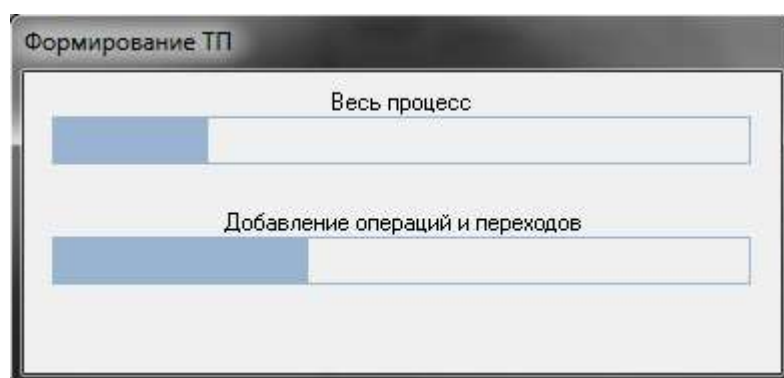 Формирование ТП
Весь процесс
Добавление операций и переходов